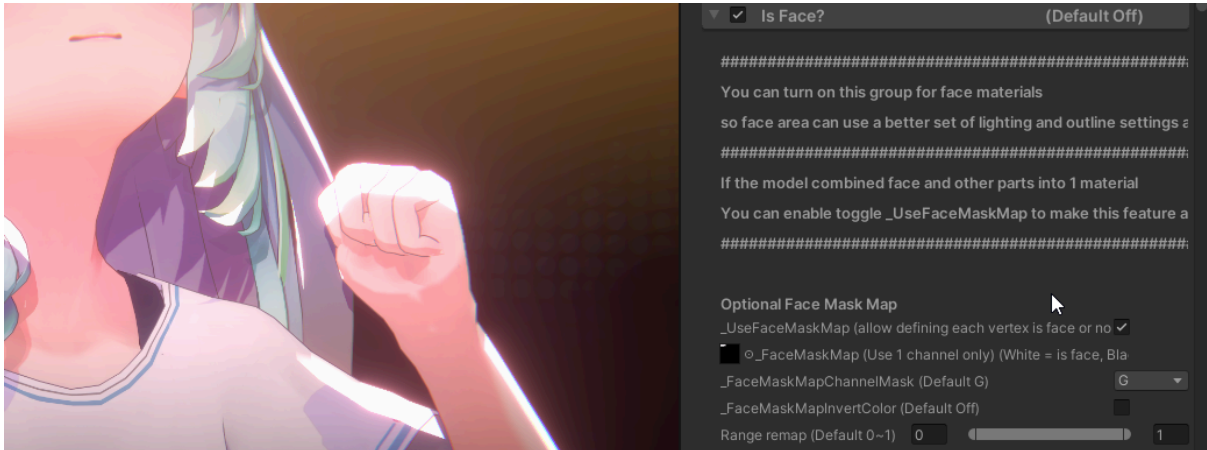 Is Face? (Default Off)
##################################################
You can turn on this group for face materials
so face area can use a better set of lighting and outline settings a
##################################################
If the model combined face and other parts into 1 material
You can enable toggle _UseFaceMaskMap to make this feature a
##################################################
Optional Face Mask Map
_UseFaceMaskMap (allow defining each vertex is face or no
_FaceMaskMap (Use 1 channel only) (White = is face, Bla
_FaceMaskMapChannelMask (Default G) G
_FaceMaskMapInvertColor (Default Off)
Range remap (Default 0~1) 0 1